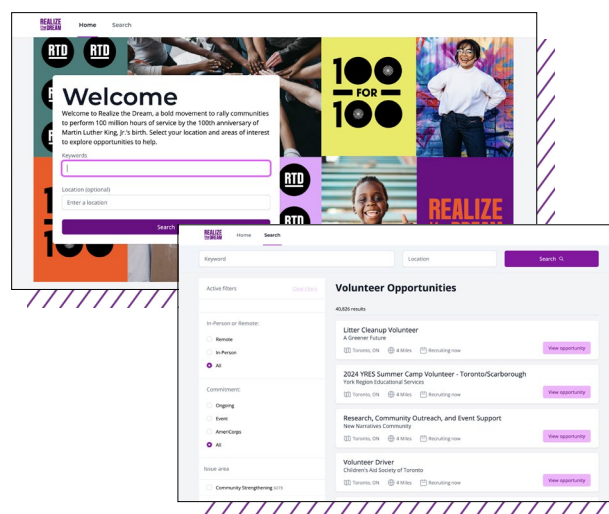 REALIZE
the DREAM
Home
Search
RTD
RTD
Welcome
Welcome to Realize the Dream, a bold movement to rally communities
to perform 100 million hours of service by the 100th anniversary of
Martin Luther King, Jr.'s birth. Select your location and areas of interest
to explore opportunities to help.
Keywords
Location (optional)
Enter a location
Search
100
FOR
100
RTD
RTD
REALIZE
REALIZE
the DREAM
Home
Search
Keyword
Location
Search
Active filters
Clear filters
In-Person or Remote:
Remote
In-Person
All
Commitment:
Ongoing
Event
AmeriCorps
All
Issue area
Community Strengthening
Volunteer Opportunities
40,826 results
Litter Cleanup Volunteer
A Greener Future
Toronto, ON 4 Miles Recruiting now
View opportunity
2024 YRES Summer Camp Volunteer - Toronto/Scarborough
York Region Educational Services
Toronto, ON 4 Miles Recruiting now
View opportunity
Research, Community Outreach, and Event Support
New Narratives Community
Toronto, ON 4 Miles Recruiting now
View opportunity
Volunteer Driver
Children's Aid Society of Toronto
Toronto, ON 4 Miles Recruiting now
View opportunity